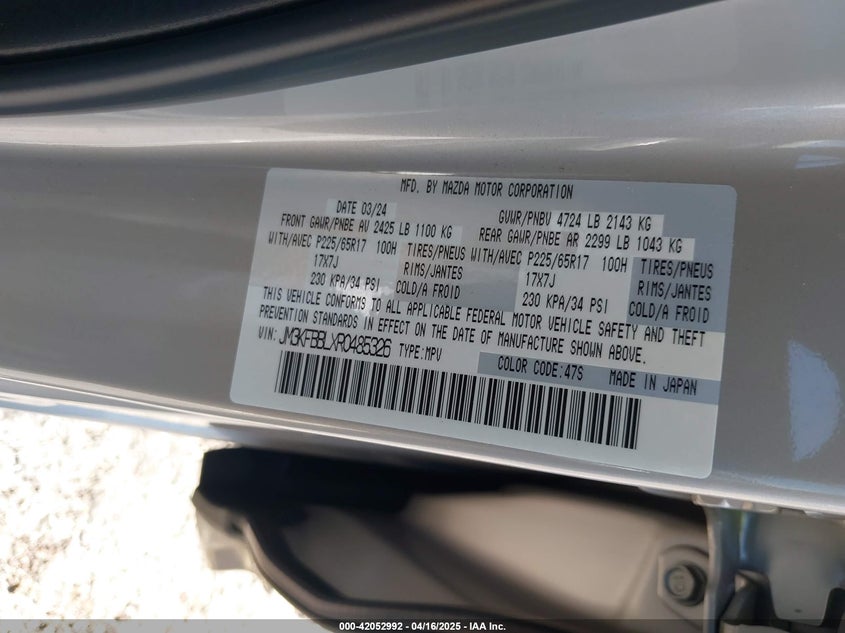 MFD. BY MAZDA MOTOR CORPORATION
DATE 03/24 GVWR/PNBV 4724 LB 2143 KG
FRONT GAWR/PNBE AV 2425 LB 1100 KG REAR GAWR/PNBE AR 2299 LB 1043 KG
WITH/AVEC P225/65R17 100H TIRES/PNEUS WITH/AVEC P225/65R17 100H TIRES/PNEUS
17X7J RIMS/JANTES 17X7J RIMS/JANTES
230 KPA/34 PSI COLD/A FROID 230 KPA/34 PSI COLD/A FROID
THIS VEHICLE CONFORMS TO ALL APPLICABLE FEDERAL MOTOR VEHICLE SAFETY AND THEFT
PREVENTION STANDARDS IN EFFECT ON THE DATE OF MANUFACTURE SHOWN ABOVE.
VIN: JM3KFBBLXR0485326 TYPE:MPV
COLOR CODE:47S MADE IN JAPAN
000-42052992 - 04/16/2025 - IAA Inc.